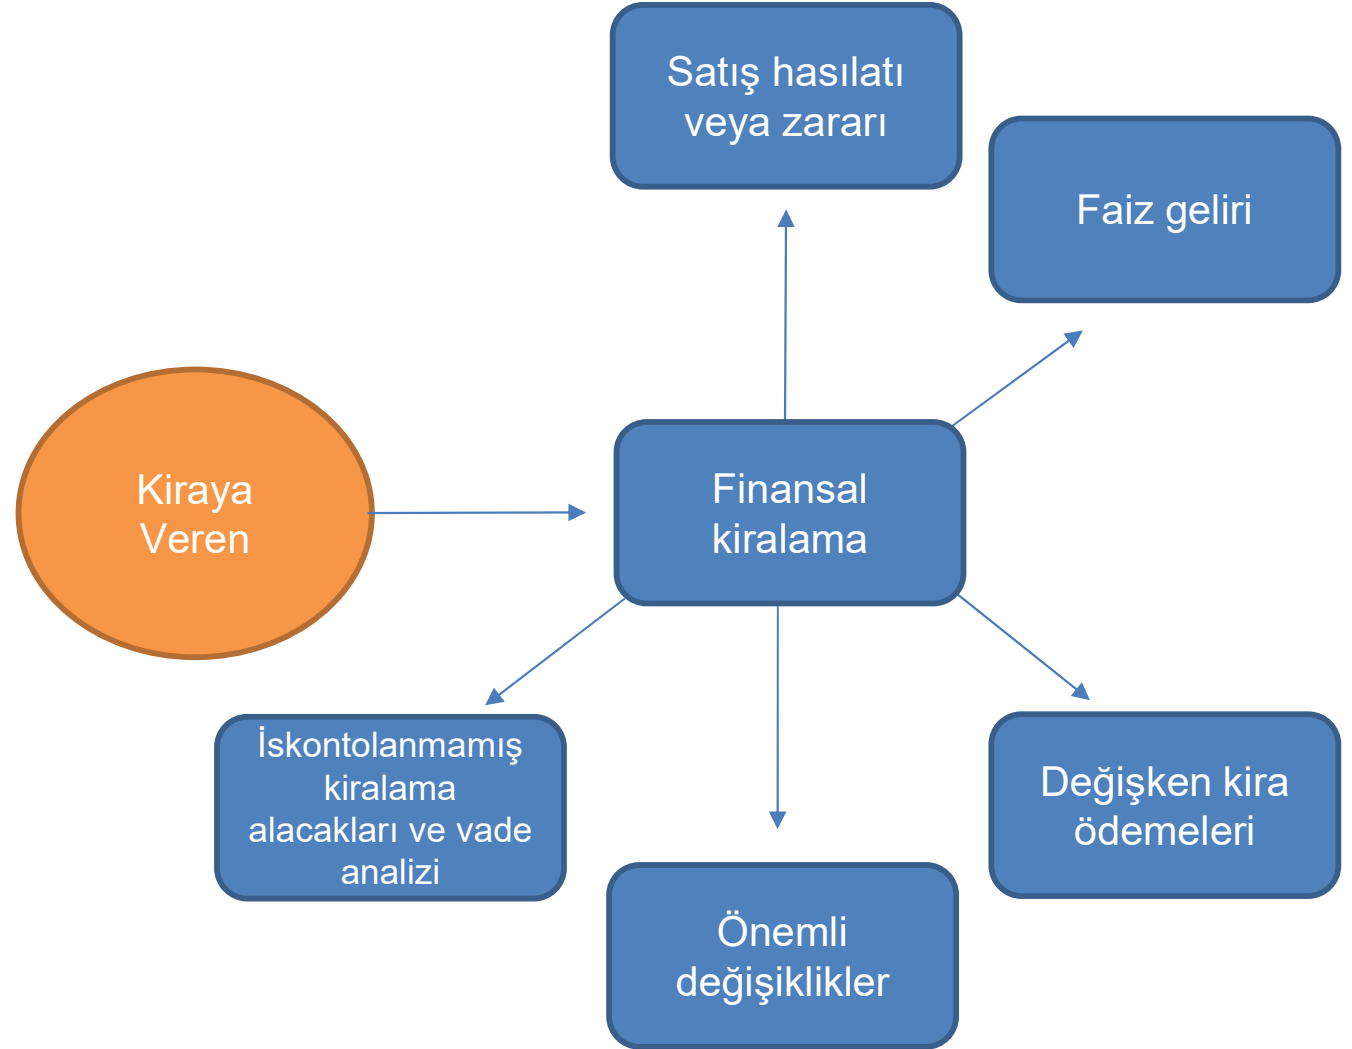 Satış hasılatı
veya zararı
Faiz geliri
Kiraya
Veren
Finansal
kiralama
İskontolanmamış
kiralama
alacakları ve vade
analizi
Değişken kira
ödemeleri
Önemli
değişiklikler